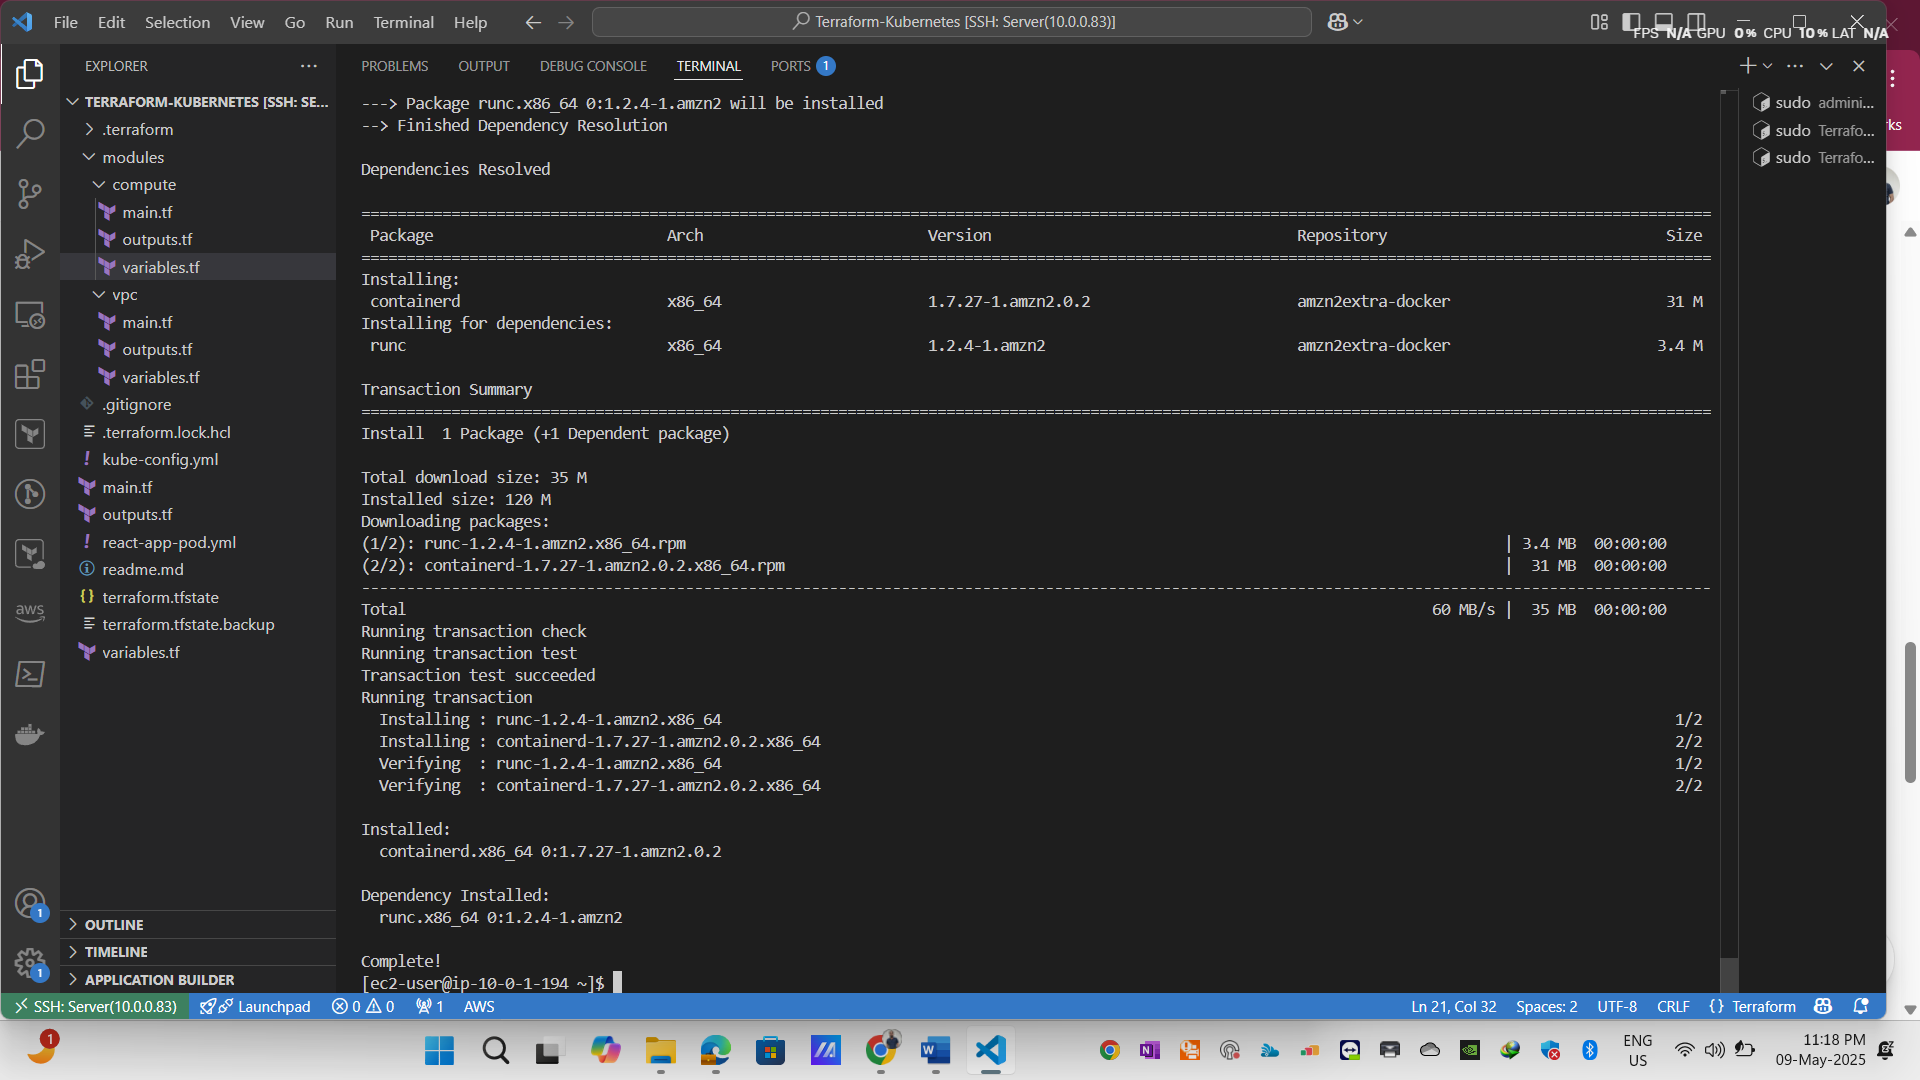 File Edit Selection View Go Run Terminal Help
Terraform-Kubernetes [SSH: Server(10.0.0.83)]
FPS N/A GPU 0% CPU 10% LAT N/A
EXPLORER
TERRAFORM-KUBERNETES [SSH: SE...
.terraform
modules
compute
main.tf
outputs.tf
variables.tf
vpc
main.tf
outputs.tf
variables.tf
.gitignore
.terraform.lock.hcl
kube-config.yml
main.tf
outputs.tf
react-app-pod.yml
readme.md
terraform.tfstate
terraform.tfstate.backup
variables.tf
OUTLINE
TIMELINE
APPLICATION BUILDER
aws
1
1
PROBLEMS OUTPUT DEBUG CONSOLE TERMINAL PORTS 1
---> Package runc.x86_64 0:1.2.4-1.amzn2 will be installed
--> Finished Dependency Resolution
Dependencies Resolved
================================================================================
Package Arch Version Repository Size
================================================================================
Installing:
containerd x86_64 1.7.27-1.amzn2.0.2 amzn2extra-docker 31 M
Installing for dependencies:
runc x86_64 1.2.4-1.amzn2 amzn2extra-docker 3.4 M
Transaction Summary
================================================================================
Install 1 Package (+1 Dependent package)
Total download size: 35 M
Installed size: 120 M
Downloading packages:
(1/2): runc-1.2.4-1.amzn2.x86_64.rpm | 3.4 MB 00:00:00
(2/2): containerd-1.7.27-1.amzn2.0.2.x86_64.rpm | 31 MB 00:00:00
--------------------------------------------------------------------------------
Total 60 MB/s | 35 MB 00:00:00
Running transaction check
Running transaction test
Transaction test succeeded
Running transaction
Installing : runc-1.2.4-1.amzn2.x86_64 1/2
Installing : containerd-1.7.27-1.amzn2.0.2.x86_64 2/2
Verifying : runc-1.2.4-1.amzn2.x86_64 1/2
Verifying : containerd-1.7.27-1.amzn2.0.2.x86_64 2/2
Installed:
containerd.x86_64 0:1.7.27-1.amzn2.0.2
Dependency Installed:
runc.x86_64 0:1.2.4-1.amzn2
Complete!
[ec2-user@ip-10-0-1-194 ~]$
sudo admini...
sudo Terrafo...
sudo Terrafo...
ks
SSH: Server(10.0.0.83) Launchpad 0 0 1 AWS Ln 21, Col 32 Spaces: 2 UTF-8 CRLF {} Terraform
1
ENG
US
11:18 PM
09-May-2025